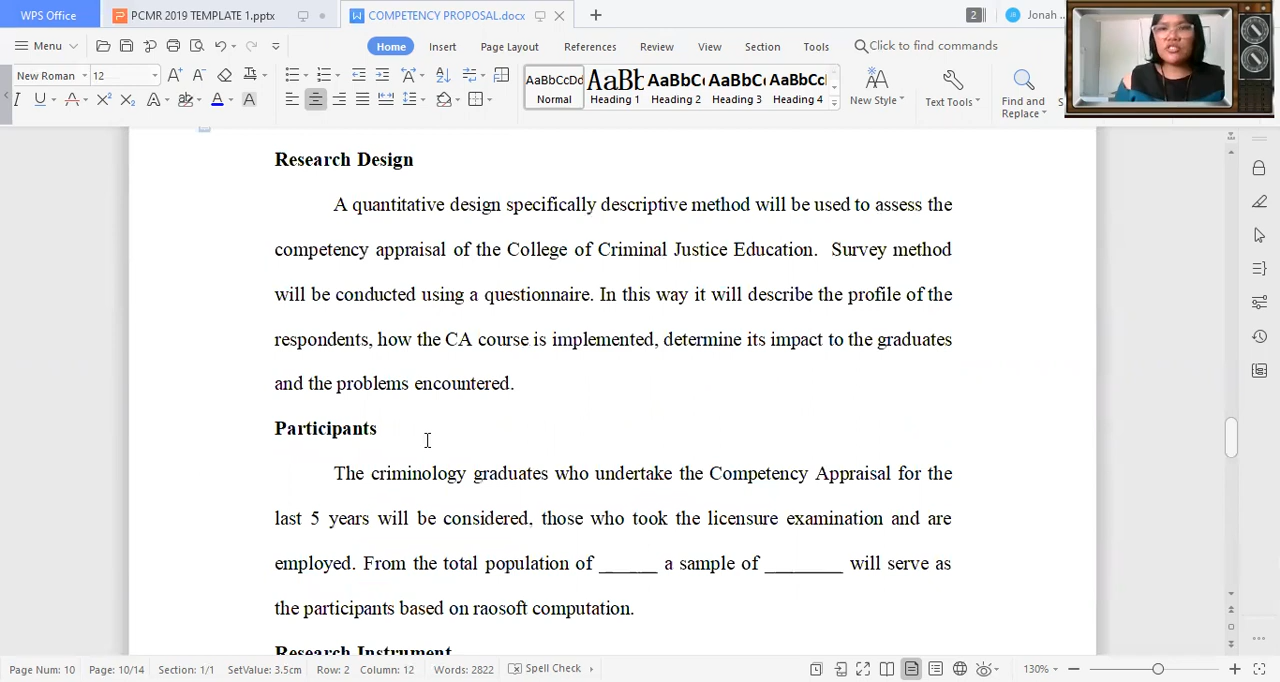 WPS Office
PCMR 2019 TEMPLATE 1.pptx
COMPETENCY PROPOSAL.docx
2
Jonah ...
Menu
Home
Insert
Page Layout
References
Review
View
Section
Tools
Click to find commands
New Roman
12
AaBbCcDd
AaBb
AaBbC
AaBbC
AaBbC
Normal
Heading 1
Heading 2
Heading 3
Heading 4
New Style
Text Tools
Find and
Replace
Research Design
A quantitative design specifically descriptive method will be used to assess the
competency appraisal of the College of Criminal Justice Education. Survey method
will be conducted using a questionnaire. In this way it will describe the profile of the
respondents, how the CA course is implemented, determine its impact to the graduates
and the problems encountered.
Participants
The criminology graduates who undertake the Competency Appraisal for the
last 5 years will be considered, those who took the licensure examination and are
employed. From the total population of ______ a sample of ________ will serve as
the participants based on raosoft computation.
Research Instrument
Page Num: 10
Page: 10/14
Section: 1/1
SetValue: 3.5cm
Row: 2
Column: 12
Words: 2822
Spell Check
130%